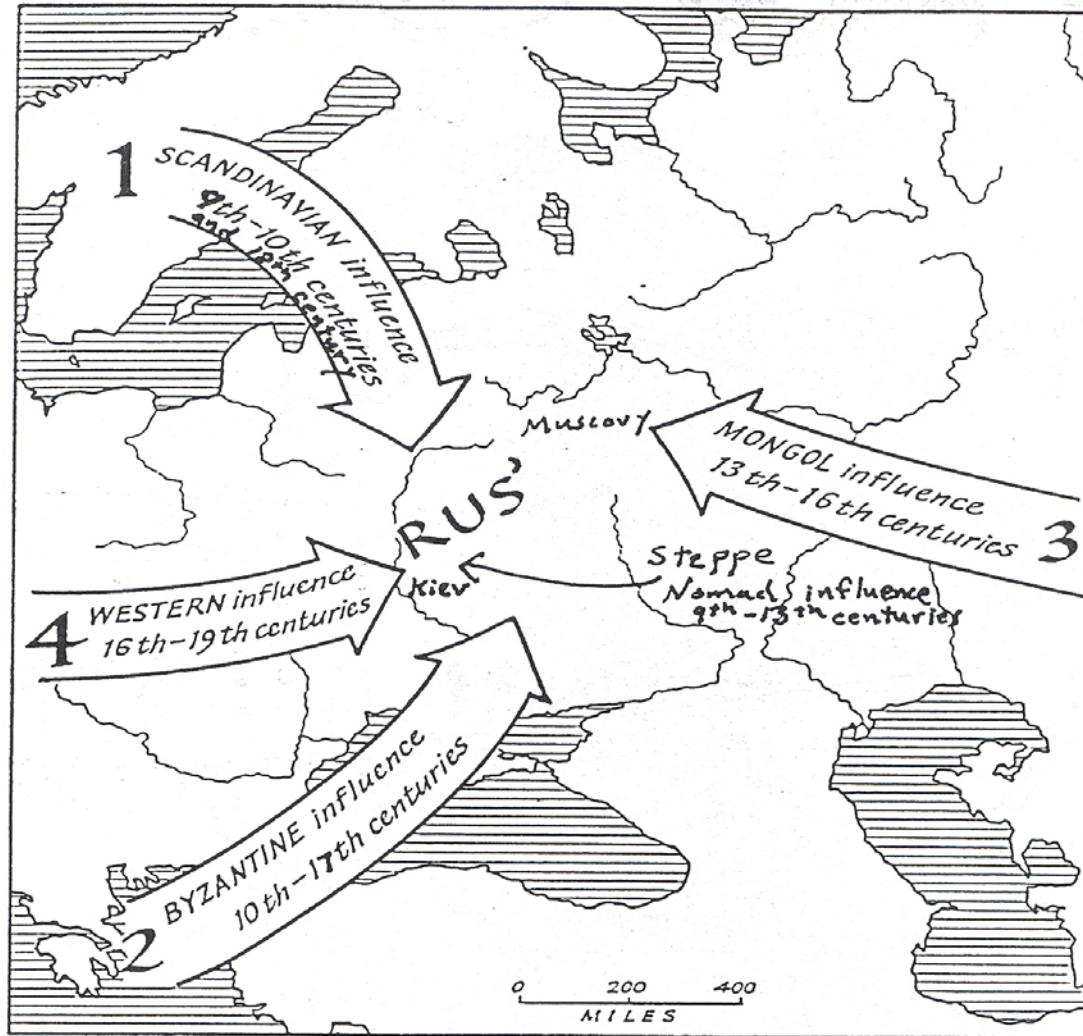 1
SCANDINAVIAN influence
9th-10th centuries
and 18th century
Muscovy
MONGOL influence
13th-16th centuries
3
RUS'
Kiev
Steppe
Nomad influence
9th-13th centuries
4
WESTERN influence
16th-19th centuries
2
BYZANTINE influence
10th-17th centuries
0 200 400
MILES